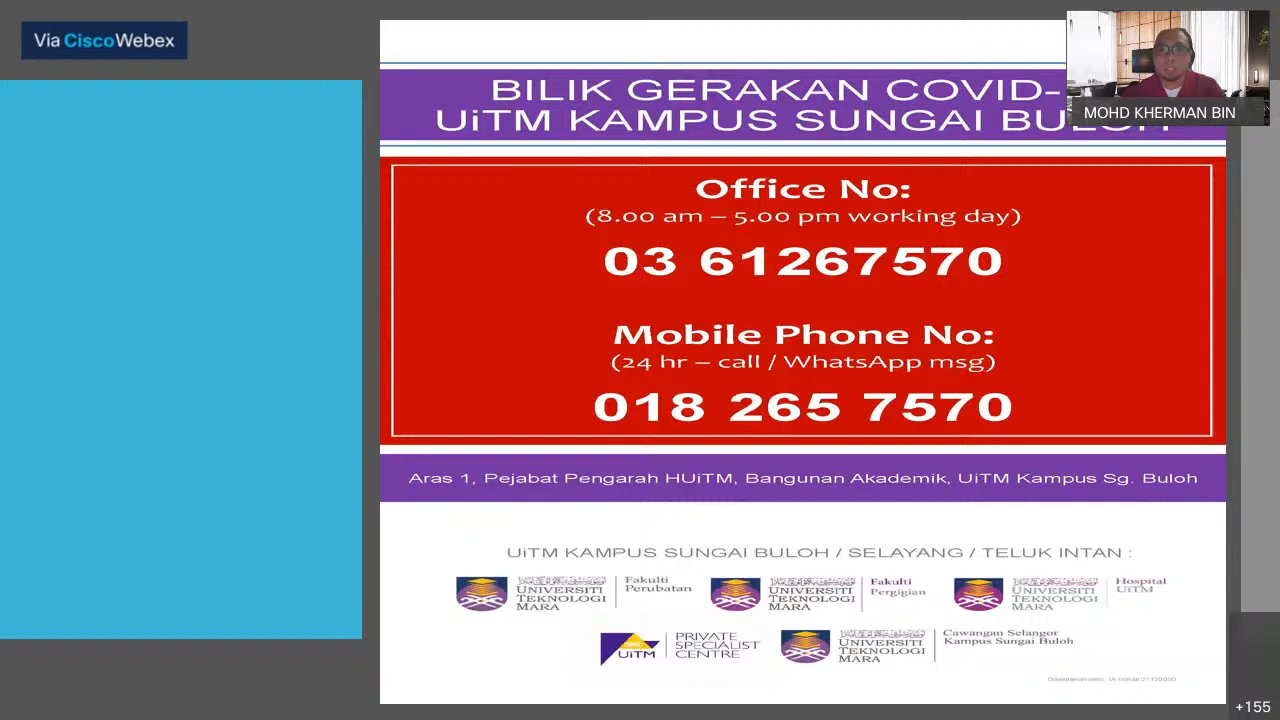 Via CiscoWebex
BILIK GERAKAN COVID-
UiTM KAMPUS SUNGAI BULOH
MOHD KHERMAN BIN
Office No:
(8.00 am – 5.00 pm working day)
03 61267570
Mobile Phone No:
(24 hr – call / WhatsApp msg)
018 265 7570
Aras 1, Pejabat Pengarah HUiTM, Bangunan Akademik, UiTM Kampus Sg. Buloh
UiTM KAMPUS SUNGAI BULOH / SELAYANG / TELUK INTAN :
UNIVERSITI
TEKNOLOGI
MARA
Fakulti
Perubatan
UNIVERSITI
TEKNOLOGI
MARA
Fakulti
Pergigian
UNIVERSITI
TEKNOLOGI
MARA
Hospital
UiTM
UiTM
PRIVATE
SPECIALIST
CENTRE
UNIVERSITI
TEKNOLOGI
MARA
Cawangan Selangor
Kampus Sungai Buloh
+155